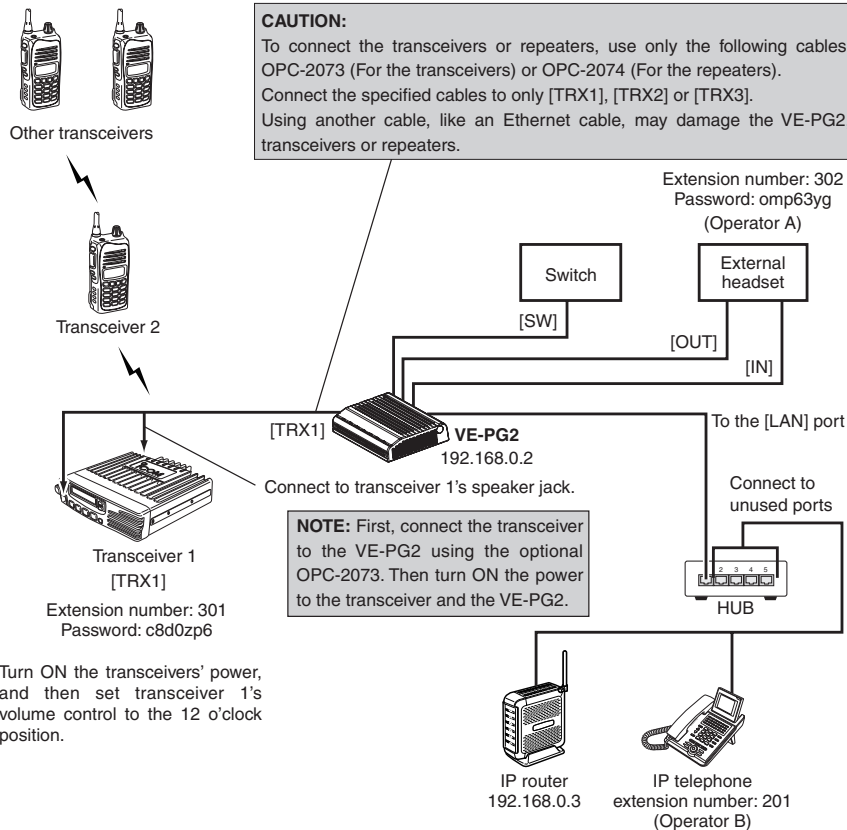 CAUTION:
To connect the transceivers or repeaters, use only the following cables
OPC-2073 (For the transceivers) or OPC-2074 (For the repeaters).
Connect the specified cables to only [TRX1], [TRX2] or [TRX3].
Using another cable, like an Ethernet cable, may damage the VE-PG2
transceivers or repeaters.
Other transceivers
Extension number: 302
Password: omp63yg
(Operator A)
Switch
External
headset
[SW]
[OUT]
[IN]
Transceiver 2
[TRX1]
VE-PG2
192.168.0.2
To the [LAN] port
Connect to transceiver 1's speaker jack.
Connect to
unused ports
ICOM
NOTE: First, connect the transceiver
to the VE-PG2 using the optional
OPC-2073. Then turn ON the power
to the transceiver and the VE-PG2.
Transceiver 1
[TRX1]
Extension number: 301
Password: c8d0zp6
2 3 4 5
HUB
Turn ON the transceivers' power,
and then set transceiver 1's
volume control to the 12 o'clock
position.
IP router
192.168.0.3
IP telephone
extension number: 201
(Operator B)